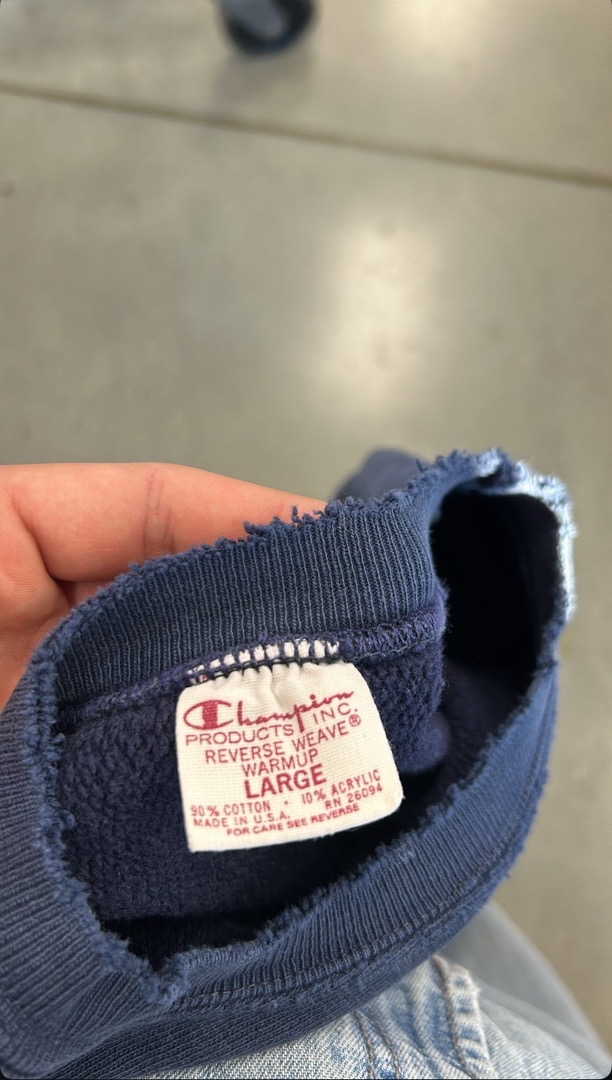 Champion
PRODUCTS INC.
REVERSE WEAVE®
WARMUP
LARGE
90% COTTON • 10% ACRYLIC
MADE IN U.S.A. RN 26094
FOR CARE SEE REVERSE